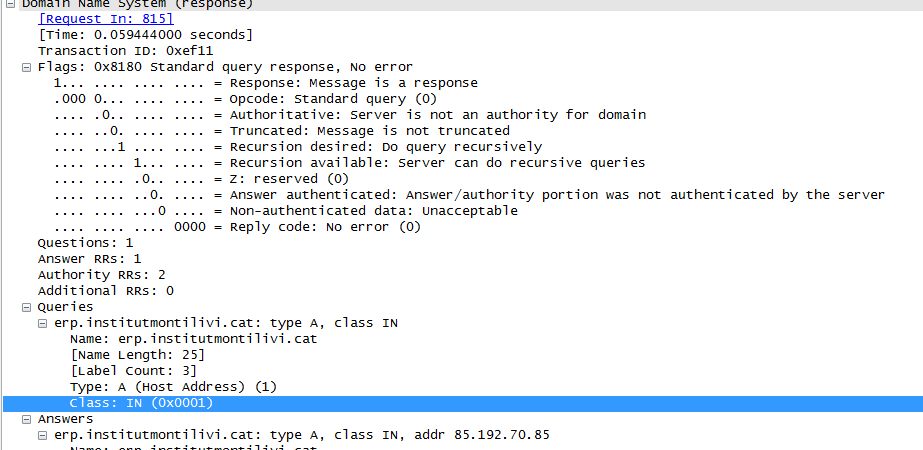 Domain Name System (response)
[Request In: 815]
[Time: 0.059444000 seconds]
Transaction ID: 0xef11
Flags: 0x8180 Standard query response, No error
1... .... .... .... = Response: Message is a response
.000 0... .... .... = Opcode: Standard query (0)
.... .0.. .... .... = Authoritative: Server is not an authority for domain
.... ..0. .... .... = Truncated: Message is not truncated
.... ...1 .... .... = Recursion desired: Do query recursively
.... .... 1... .... = Recursion available: Server can do recursive queries
.... .... .0.. .... = Z: reserved (0)
.... .... ..0. .... = Answer authenticated: Answer/authority portion was not authenticated by the server
.... .... ...0 .... = Non-authenticated data: Unacceptable
.... .... .... 0000 = Reply code: No error (0)
Questions: 1
Answer RRs: 1
Authority RRs: 2
Additional RRs: 0
Queries
erp.institutmontilivi.cat: type A, class IN
Name: erp.institutmontilivi.cat
[Name Length: 25]
[Label Count: 3]
Type: A (Host Address) (1)
Class: IN (0x0001)
Answers
erp.institutmontilivi.cat: type A, class IN, addr 85.192.70.85
Name: erp.institutmontilivi.cat